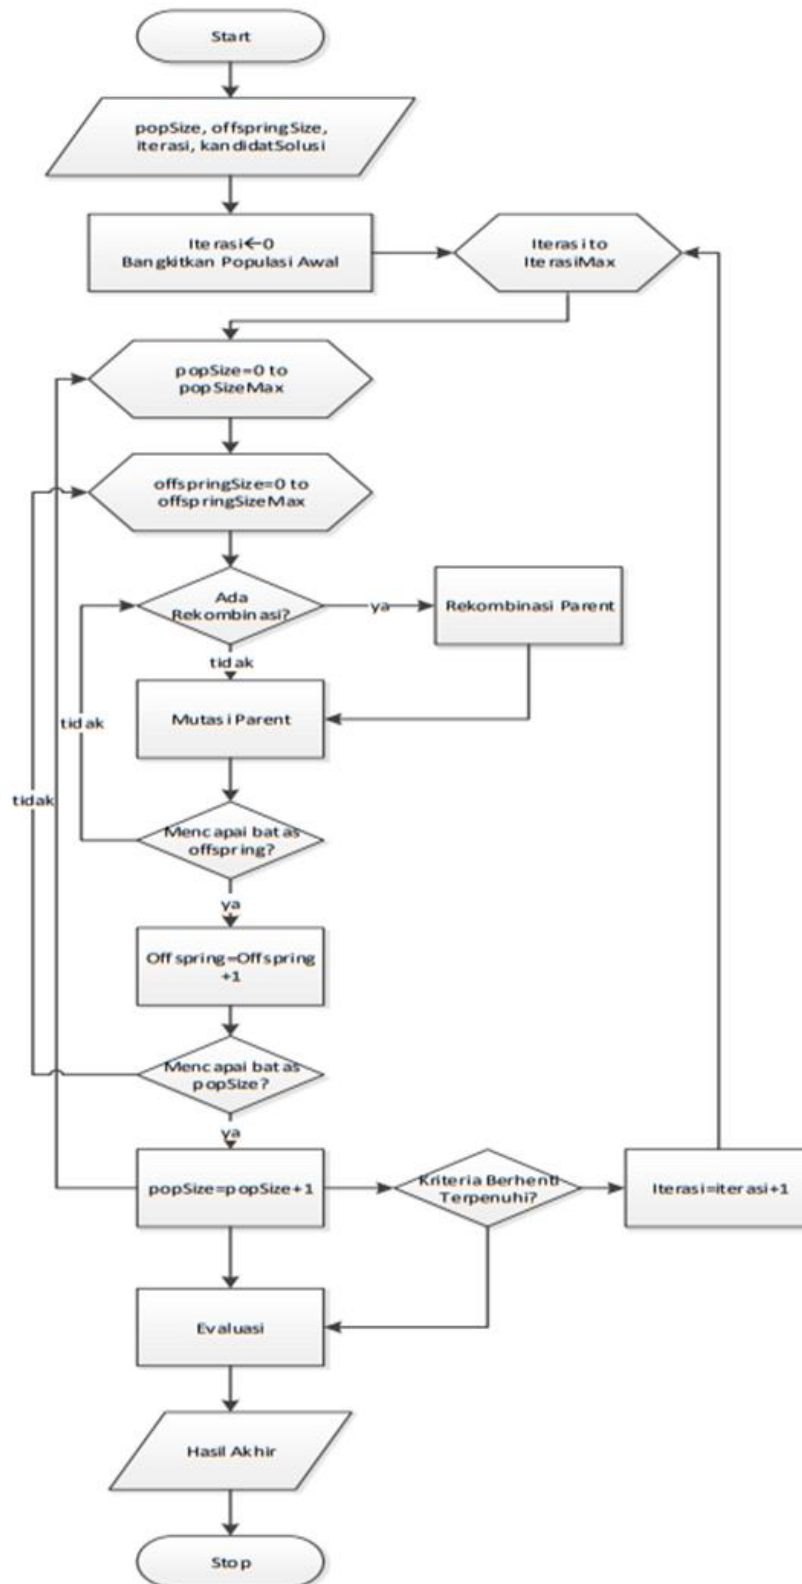 Start
popSize, offspringSize,
iterasi, kandidatSolusi
Iterasi←0
Bangkitkan Populasi Awal
Iterasi to
IterasiMax
popSize=0 to
popSizeMax
offspringSize=0 to
offspringSizeMax
Ada
Rekombinasi?
ya
Rekombinasi Parent
tidak
Mutasi Parent
tidak
tidak
Mencapai batas
offspring?
ya
Offspring=Offspring
+1
Mencapai batas
popSize?
ya
popSize=popSize+1
Kriteria Berhenti
Terpenuhi?
Iterasi=iterasi+1
Evaluasi
Hasil Akhir
Stop